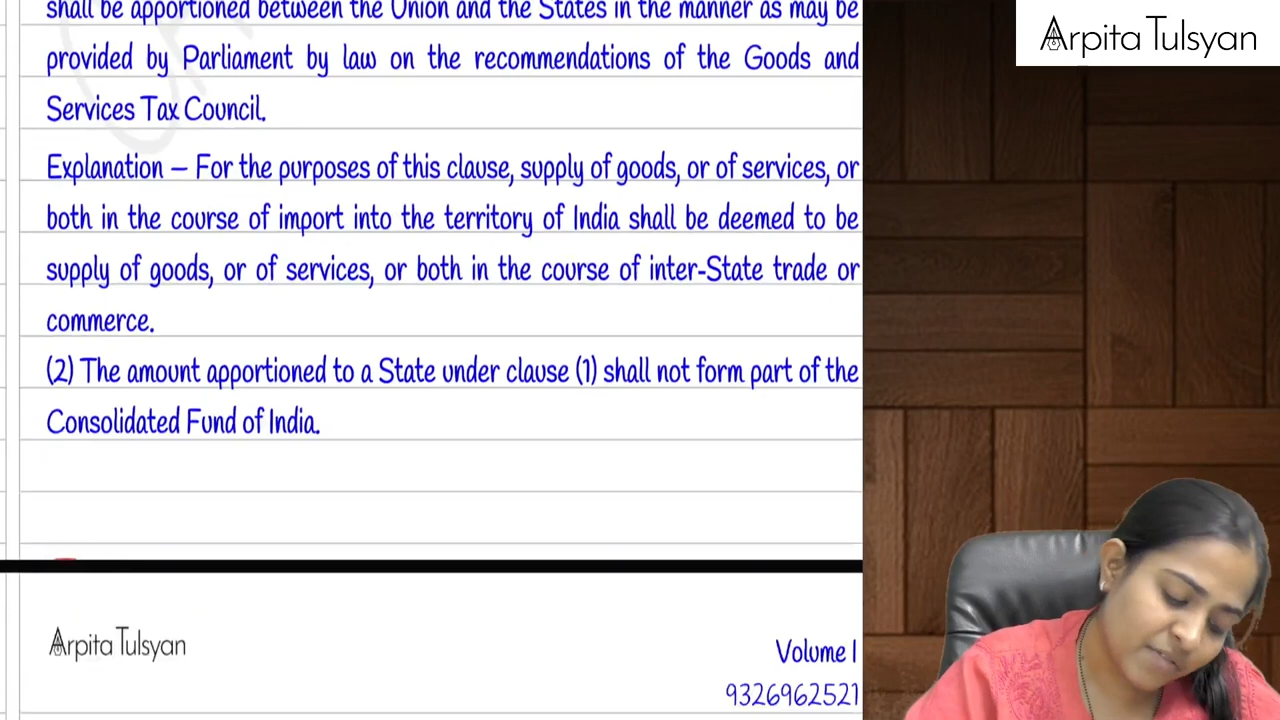 shall be apportioned between the Union and the States in the manner as may be
Arpita Tulsyan
provided by Parliament by law on the recommendations of the Goods and
Services Tax Council.
Explanation – For the purposes of this clause, supply of goods, or of services, or
both in the course of import into the territory of India shall be deemed to be
supply of goods, or of services, or both in the course of inter-State trade or
commerce.
(2) The amount apportioned to a State under clause (1) shall not form part of the
Consolidated Fund of India.
Arpita Tulsyan
Volume I
9326962521